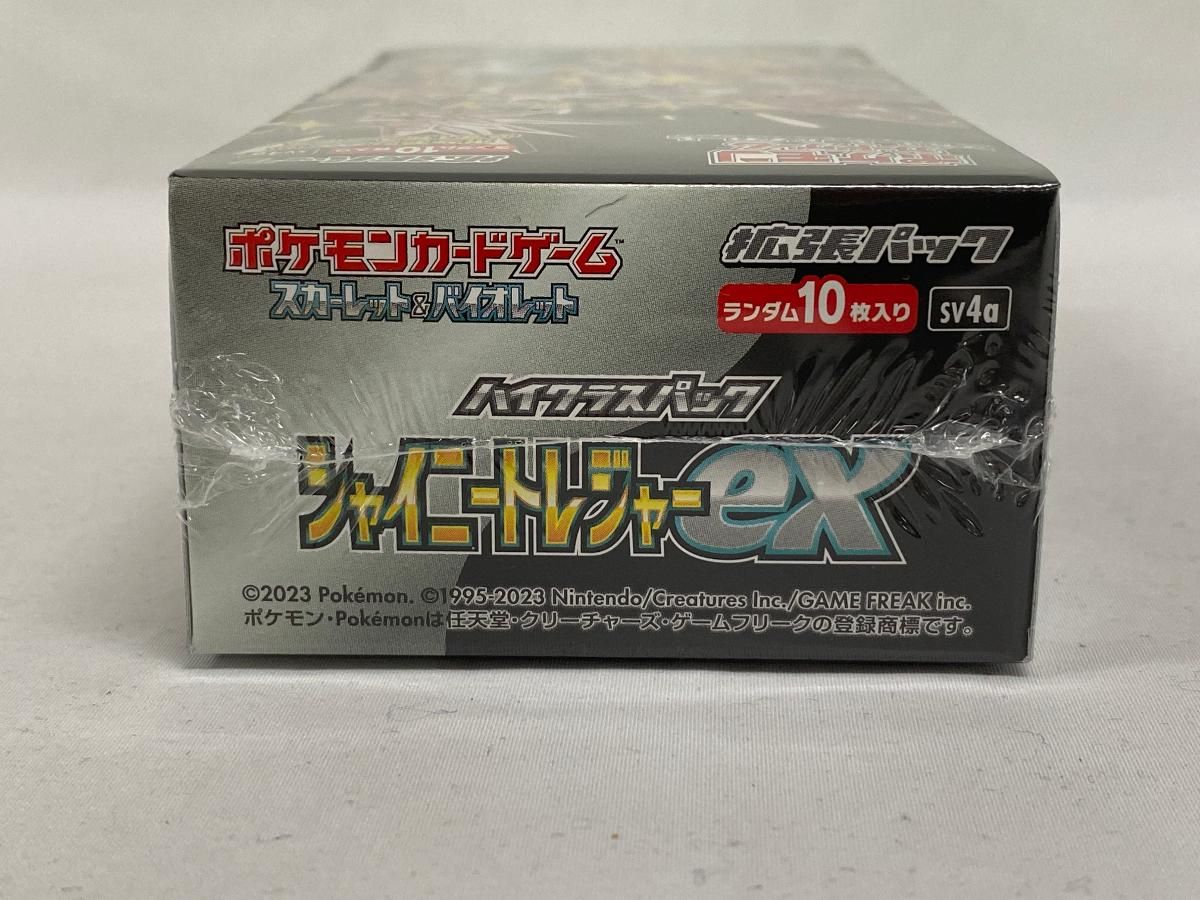 ポケモンカードゲーム™
スカーレット&バイオレット
拡張パック
ランダム10枚入り
sv4a
ハイクラスパック
シャイニートレジャーex
©2023 Pokémon. ©1995-2023 Nintendo/Creatures Inc./GAME FREAK inc.
ポケモン・Pokémonは任天堂・クリーチャーズ・ゲームフリークの登録商標です。